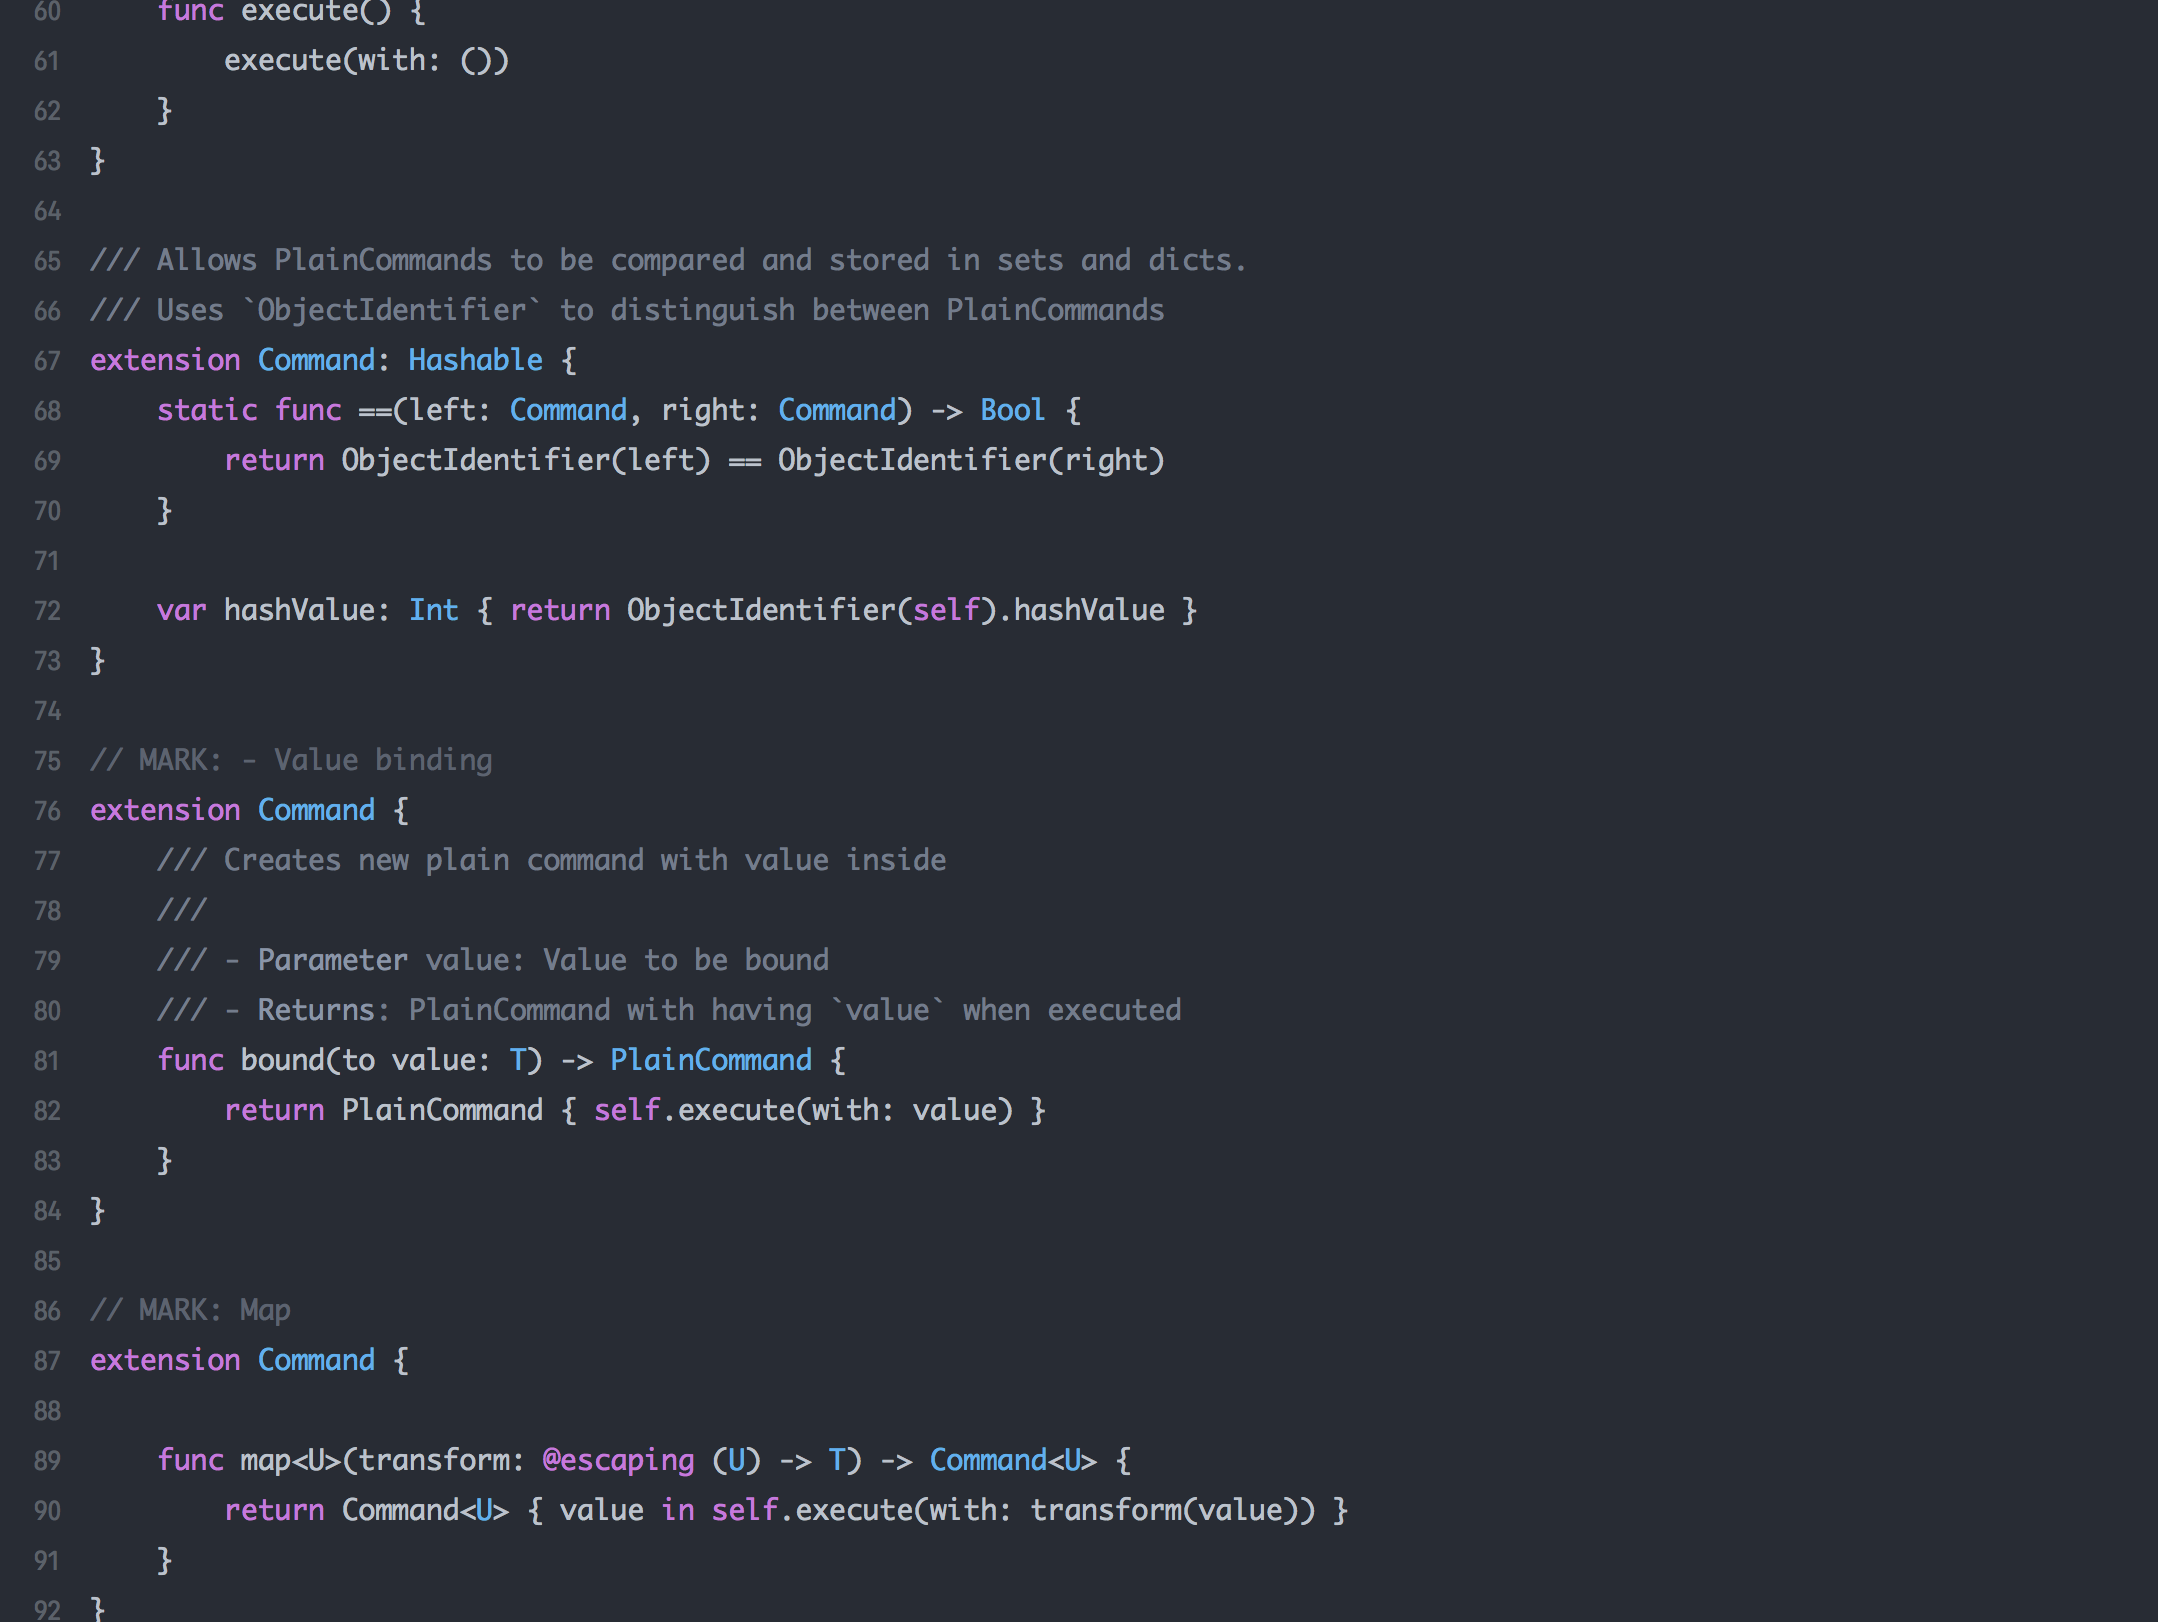 60 func execute() {
61 execute(with: ())
62 }
63 }
64
65 /// Allows PlainCommands to be compared and stored in sets and dicts.
66 /// Uses `ObjectIdentifier` to distinguish between PlainCommands
67 extension Command: Hashable {
68 static func ==(left: Command, right: Command) -> Bool {
69 return ObjectIdentifier(left) == ObjectIdentifier(right)
70 }
71
72 var hashValue: Int { return ObjectIdentifier(self).hashValue }
73 }
74
75 // MARK: - Value binding
76 extension Command {
77 /// Creates new plain command with value inside
78 ///
79 /// - Parameter value: Value to be bound
80 /// - Returns: PlainCommand with having `value` when executed
81 func bound(to value: T) -> PlainCommand {
82 return PlainCommand { self.execute(with: value) }
83 }
84 }
85
86 // MARK: Map
87 extension Command {
88
89 func map<U>(transform: @escaping (U) -> T) -> Command<U> {
90 return Command<U> { value in self.execute(with: transform(value)) }
91 }
92 }